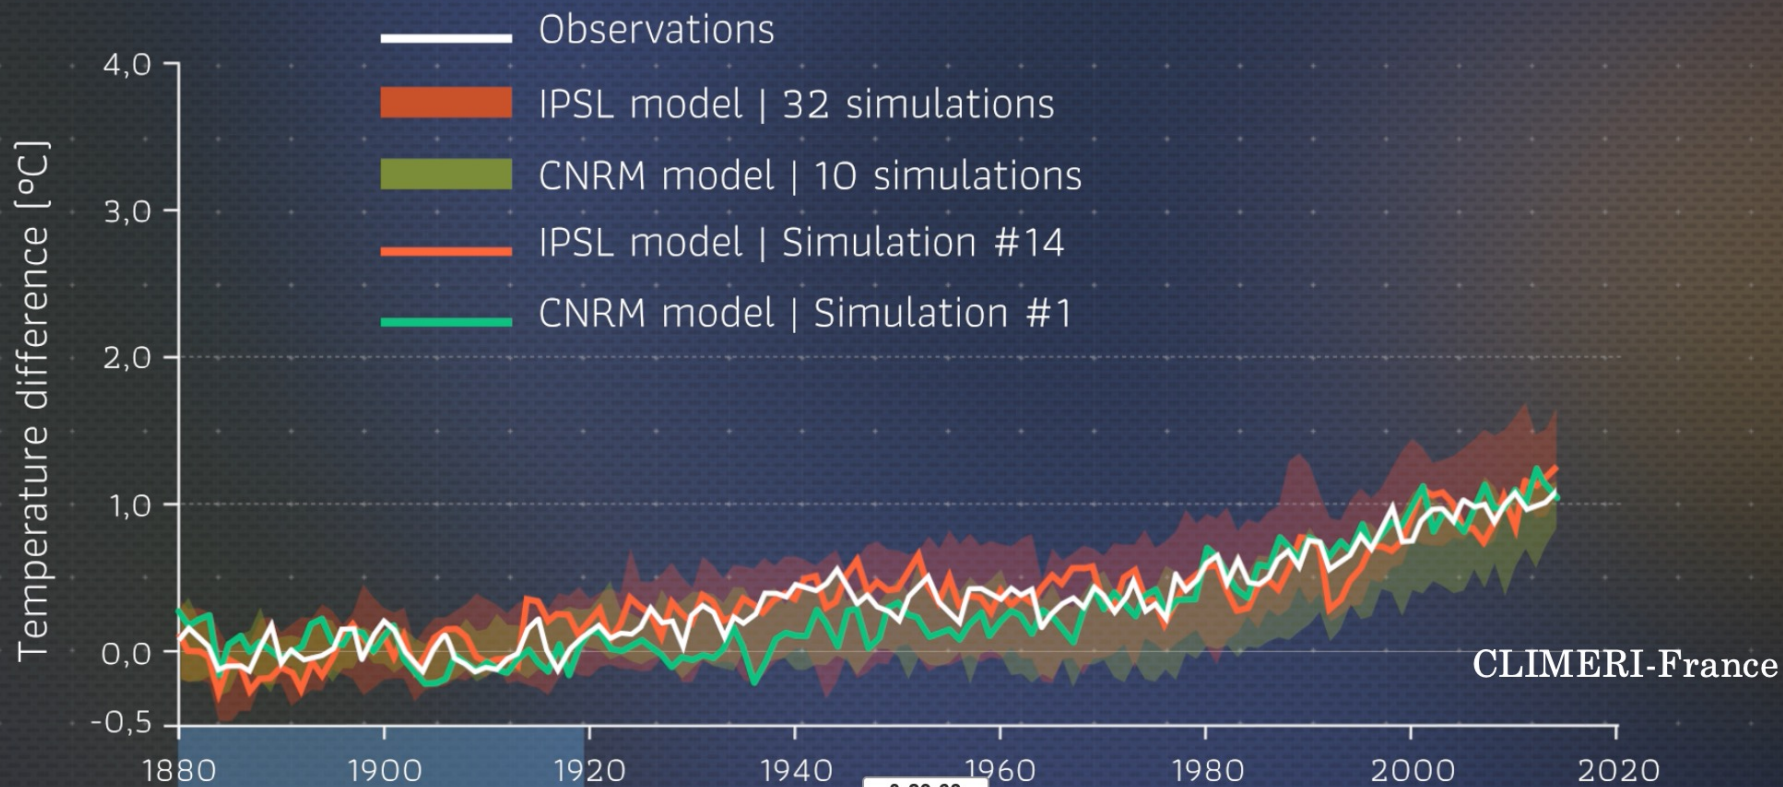 Observations
4,0
IPSL model | 32 simulations
CNRM model | 10 simulations
3,0
IPSL model | Simulation #14
CNRM model | Simulation #1
2,0
Temperature difference [ºC]
1,0
0,0
CLIMERI-France
-0,5
1880 1900 1920 1940 1960 1980 2000 2020